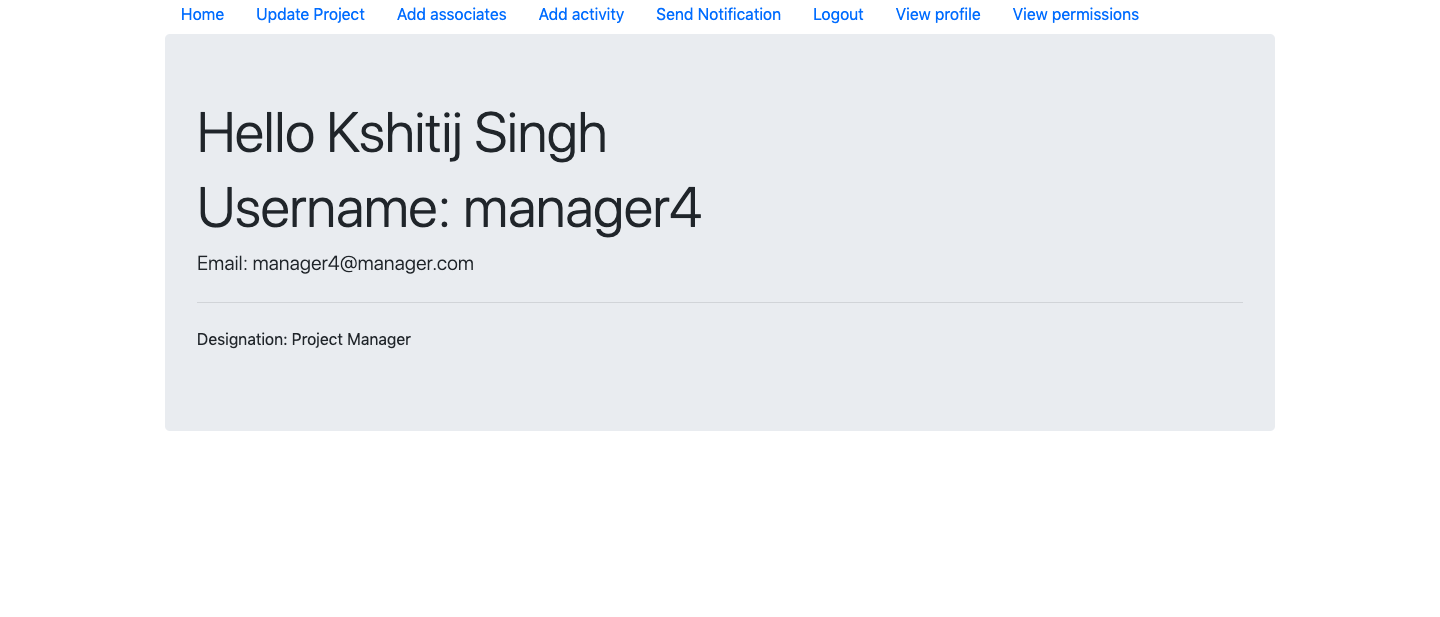 Home Update Project Add associates Add activity Send Notification Logout View profile View permissions
Hello Kshitij Singh
Username: manager4
Email: manager4@manager.com
Designation: Project Manager